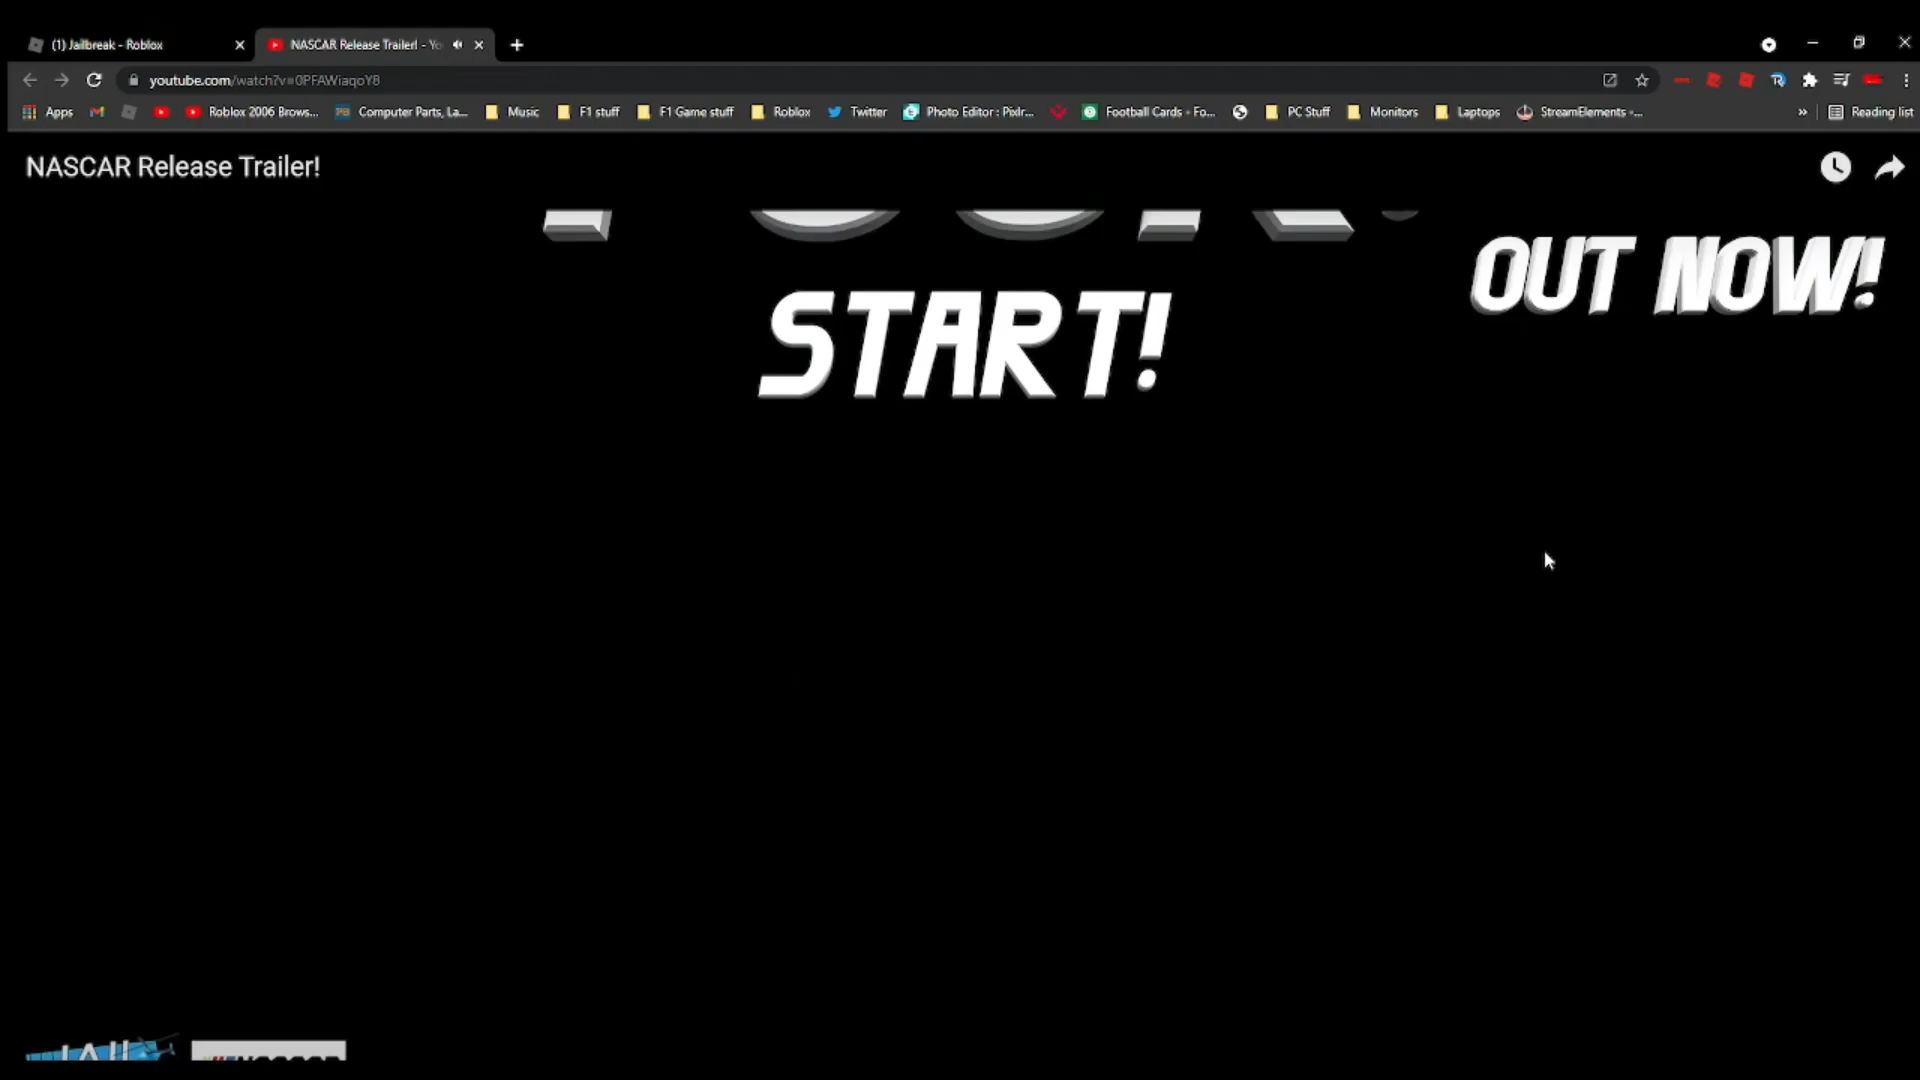 (1) Jailbreak - Roblox
NASCAR Release Trailer! - Yo
youtube.com/watch?v=0PFAWiaqoY8
Apps
Roblox 2006 Brows...
Computer Parts, La...
Music
F1 stuff
F1 Game stuff
Roblox
Twitter
Photo Editor : Pixlr...
Football Cards - Fo...
PC Stuff
Monitors
Laptops
StreamElements -...
»
Reading list
NASCAR Release Trailer!
OUT NOW!
START!